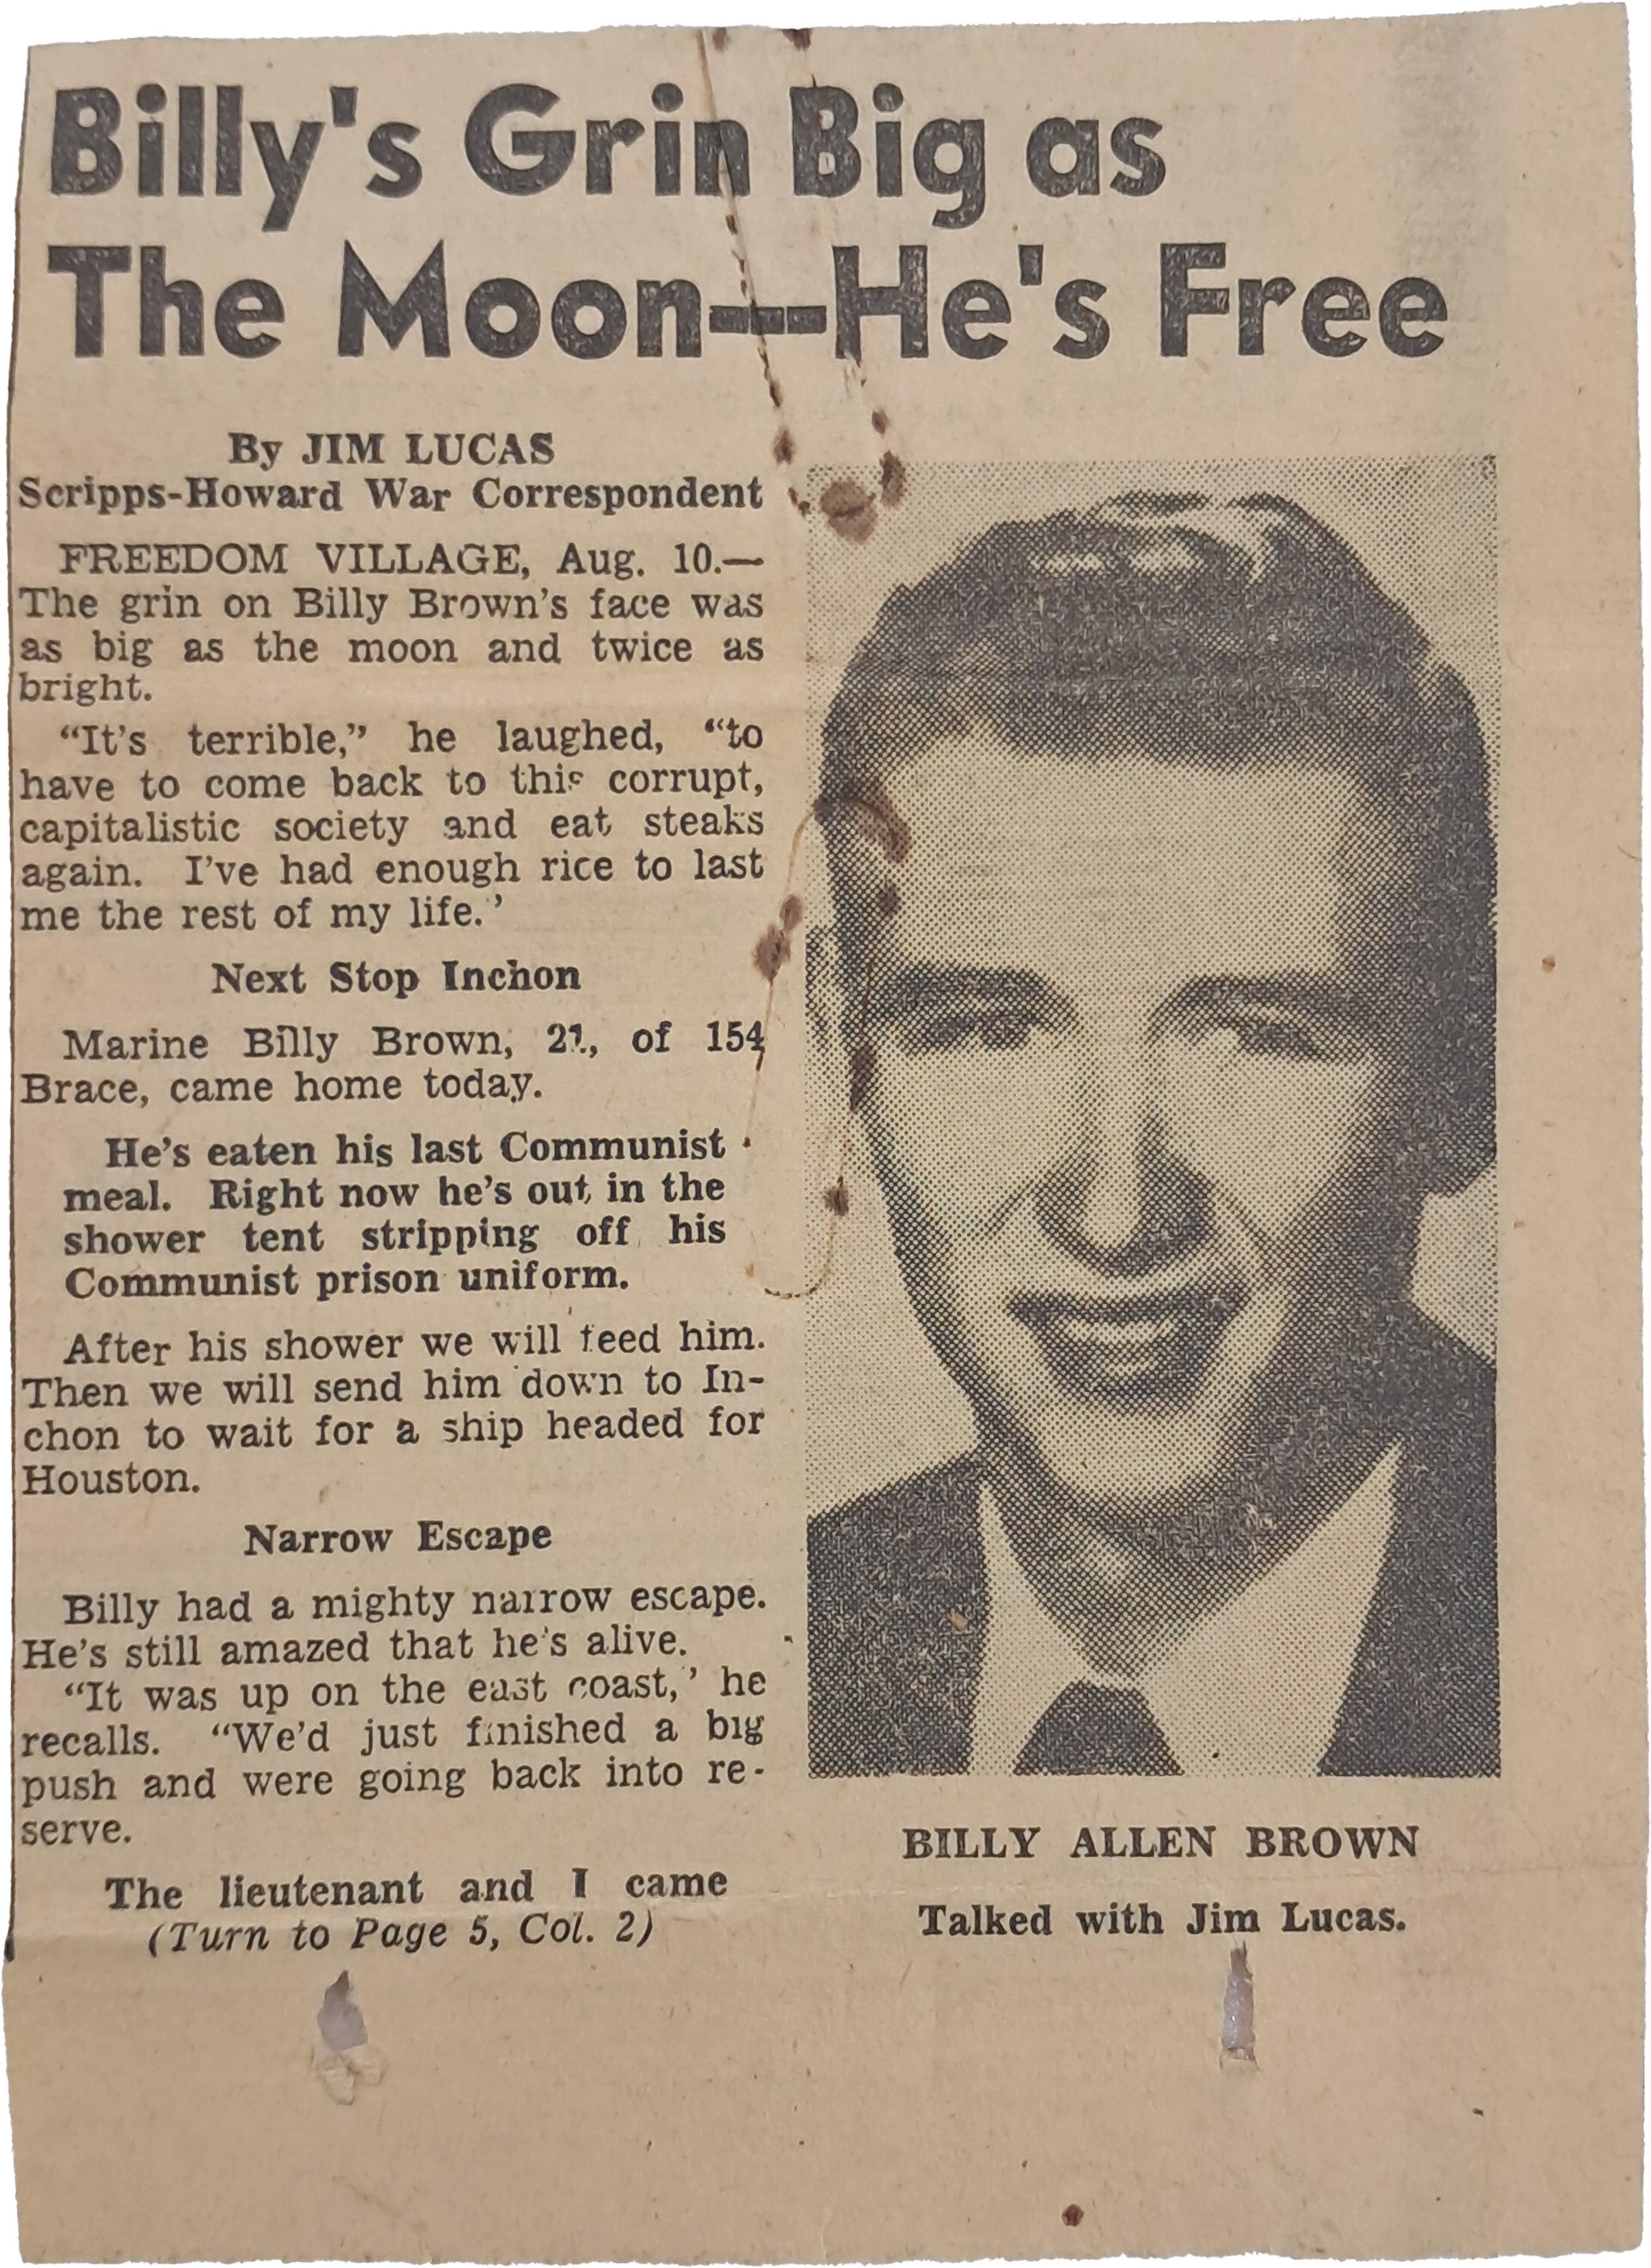 Billy's Grin Big as
The Moon—He's Free
By JIM LUCAS
Scripps-Howard War Correspondent
FREEDOM VILLAGE, Aug. 10.—
The grin on Billy Brown's face was
as big as the moon and twice as
bright.
"It's terrible," he laughed, "to
have to come back to this corrupt,
capitalistic society and eat steaks
again. I've had enough rice to last
me the rest of my life.'
Next Stop Inchon
Marine Billy Brown, 21, of 154
Brace, came home today.
He's eaten his last Communist
meal. Right now he's out in the
shower tent stripping off his
Communist prison uniform.
After his shower we will feed him.
Then we will send him down to In-
chon to wait for a ship headed for
Houston.
Narrow Escape
Billy had a mighty narrow escape.
He's still amazed that he's alive.
"It was up on the east coast,' he
recalls. "We'd just finished a big
push and were going back into re-
serve.
The lieutenant and I came
(Turn to Page 5, Col. 2)
BILLY ALLEN BROWN
Talked with Jim Lucas.